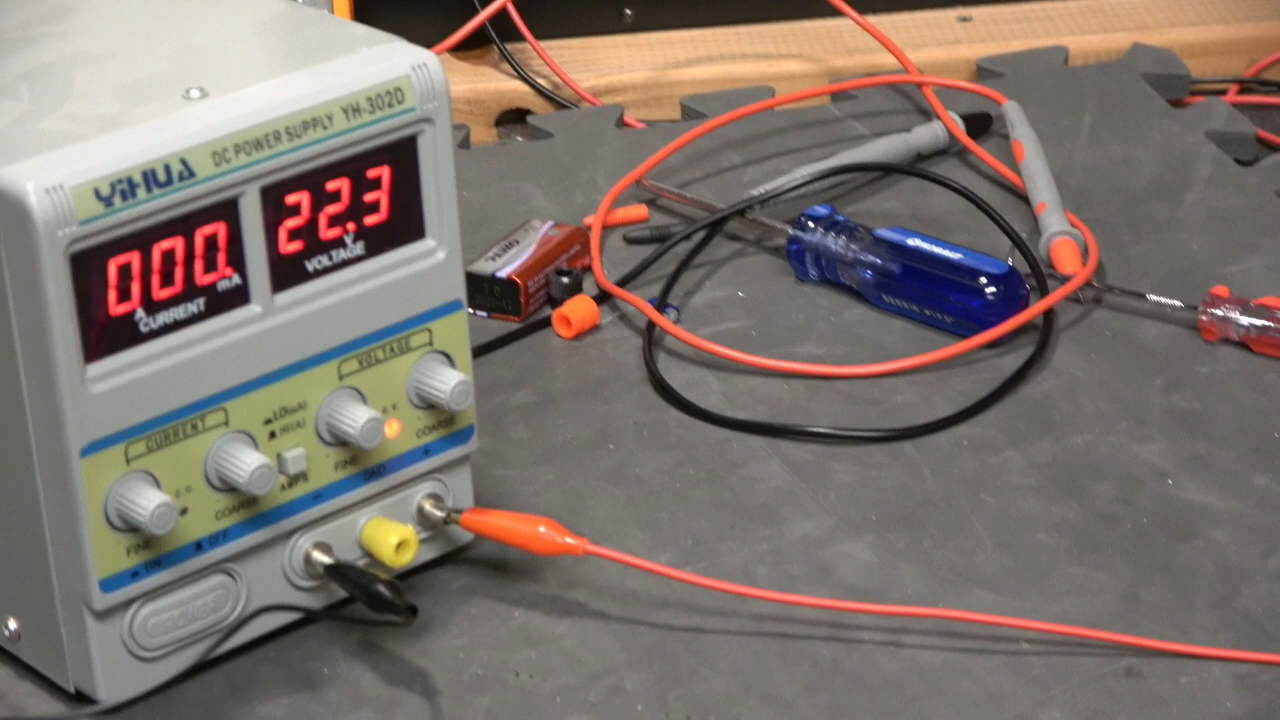 YiHUA DC POWER SUPPLY YH-302D
000.
mA
A
CURRENT
22.3
V
VOLTAGE
VOLTAGE
CURRENT
LO(mA)
HI(A)
AMPS
FINE
COARSE
FINE
COARSE
C.V
C.C
ON
OFF
-
GND
+